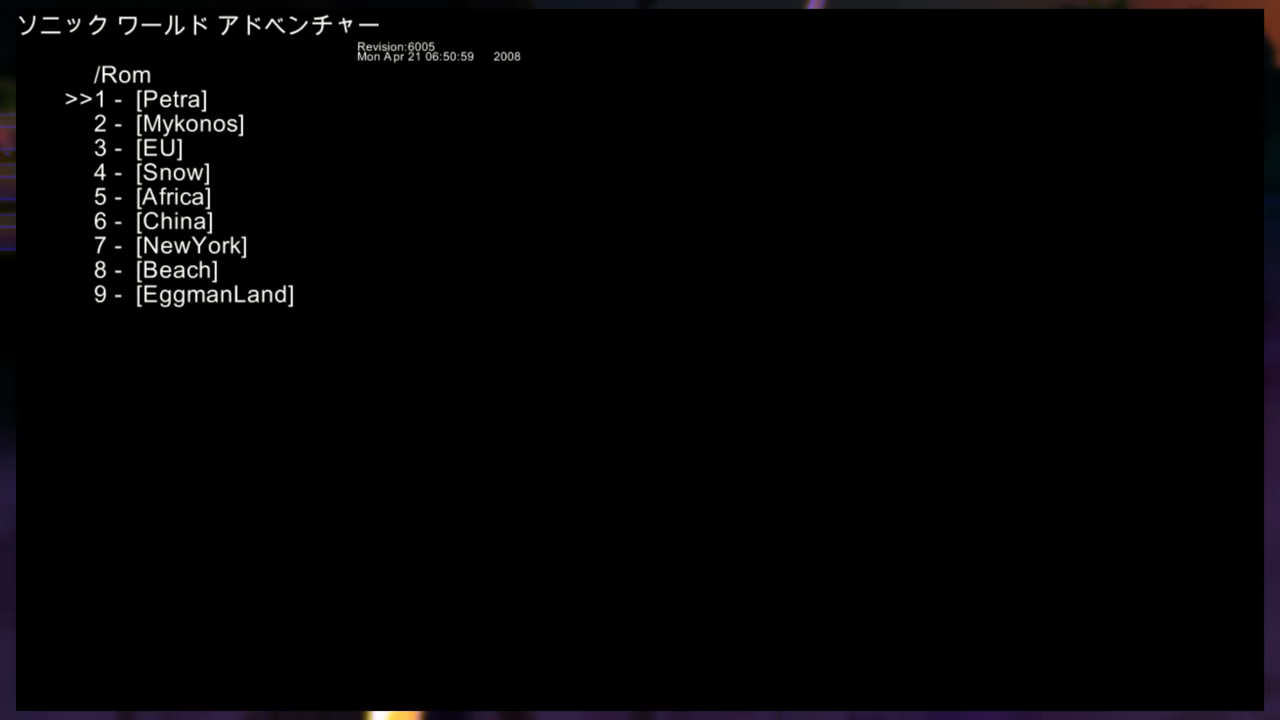 ソニック ワールド アドベンチャー
Revision:6005
Mon Apr 21 06:50:59 2008
/Rom
>>1 - [Petra]
2 - [Mykonos]
3 - [EU]
4 - [Snow]
5 - [Africa]
6 - [China]
7 - [NewYork]
8 - [Beach]
9 - [EggmanLand]